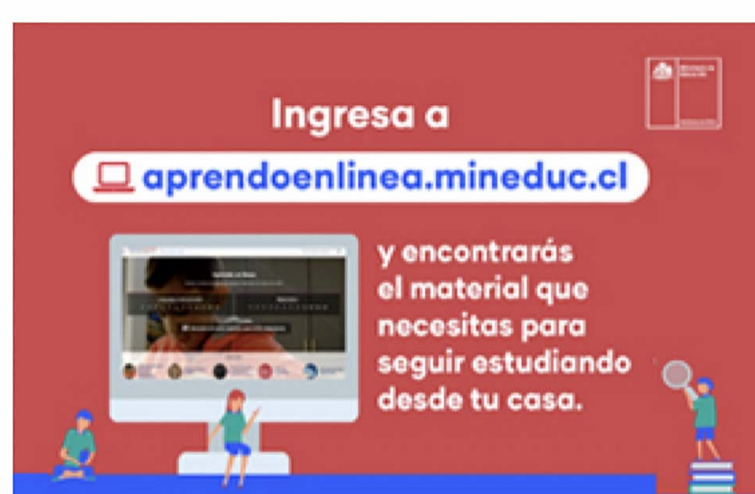 Ingresa a
aprendoenlinea.mineduc.cl
y encontrarás
el material que
necesitas para
seguir estudiando
desde tu casa.